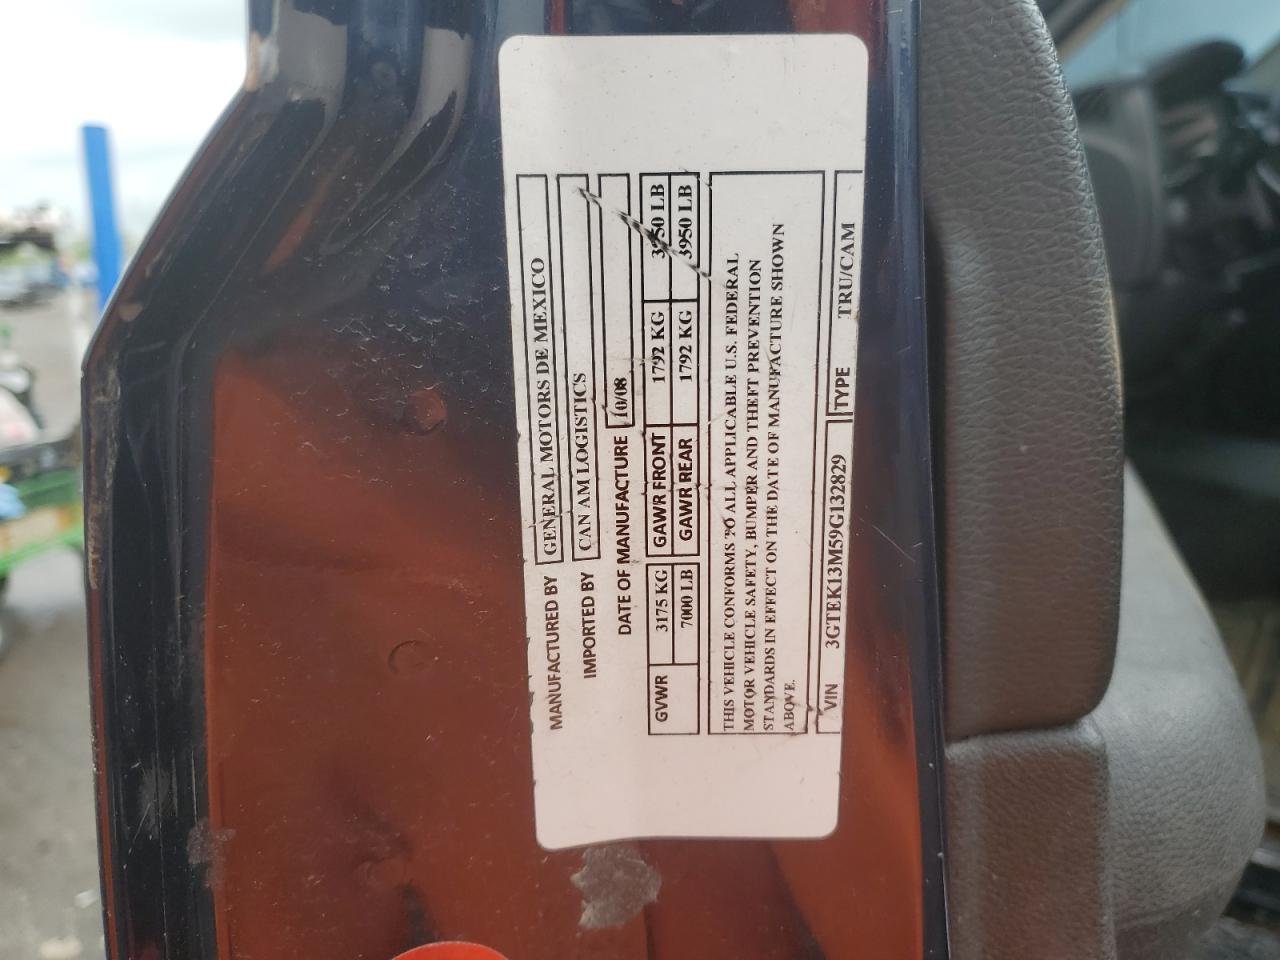 MANUFACTURED BY GENERAL MOTORS DE MEXICO
IMPORTED BY CAN AM LOGISTICS
DATE OF MANUFACTURE 10/08
GVWR 3175 KG GAWR FRONT 1792 KG 3950 LB
7000 LB GAWR REAR 1792 KG 3950 LB
THIS VEHICLE CONFORMS TO ALL APPLICABLE U.S. FEDERAL
MOTOR VEHICLE SAFETY, BUMPER AND THEFT PREVENTION
STANDARDS IN EFFECT ON THE DATE OF MANUFACTURE SHOWN
ABOVE.
VIN 3GTEK13M59G132829 TYPE TRU/CAM